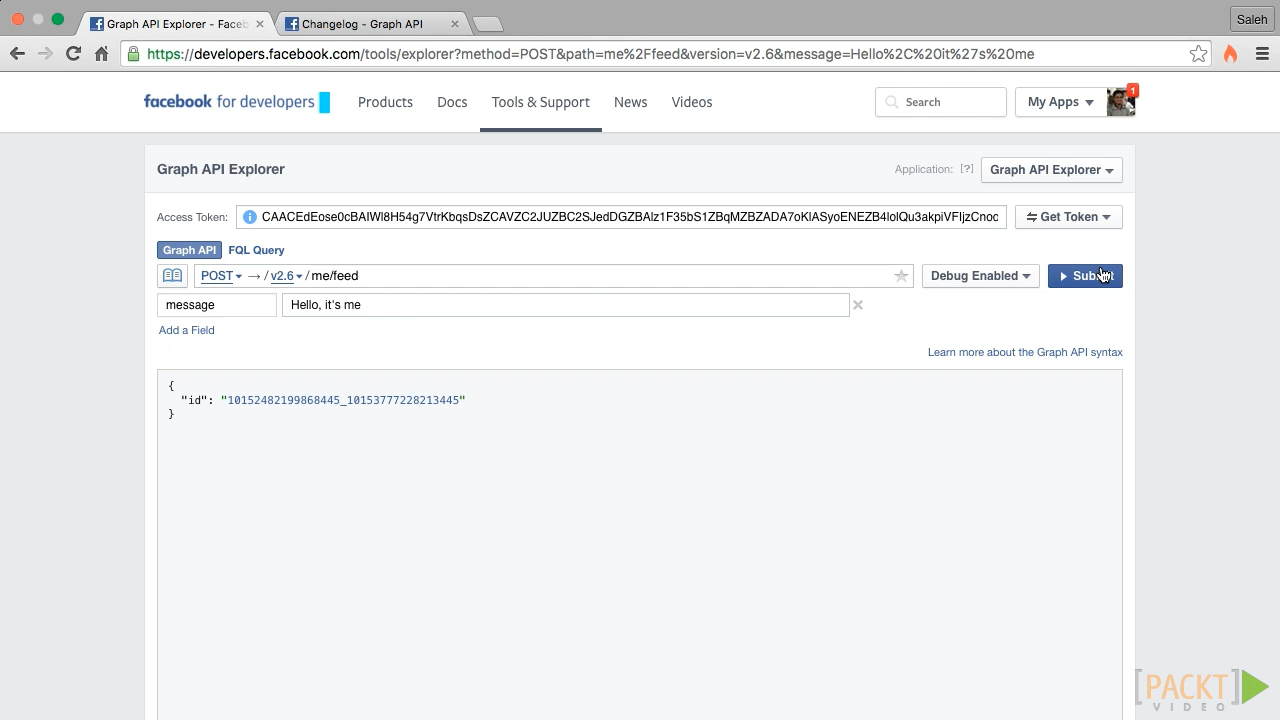 Graph API Explorer - Faceb
Changelog - Graph API
Saleh
https://developers.facebook.com/tools/explorer?method=POST&path=me%2Ffeed&version=v2.6&message=Hello%2C%20it%27s%20me
facebook for developers
Products
Docs
Tools & Support
News
Videos
Search
My Apps
1
Graph API Explorer
Application: [?]
Graph API Explorer
Access Token:
Get Token
Graph API
FQL Query
POST → / v2.6 / me/feed
Debug Enabled
message
Hello, it's me
Add a Field
Learn more about the Graph API syntax
{
"id": "10152482199868445_10153777228213445"
}
[PACKT]
VIDEO